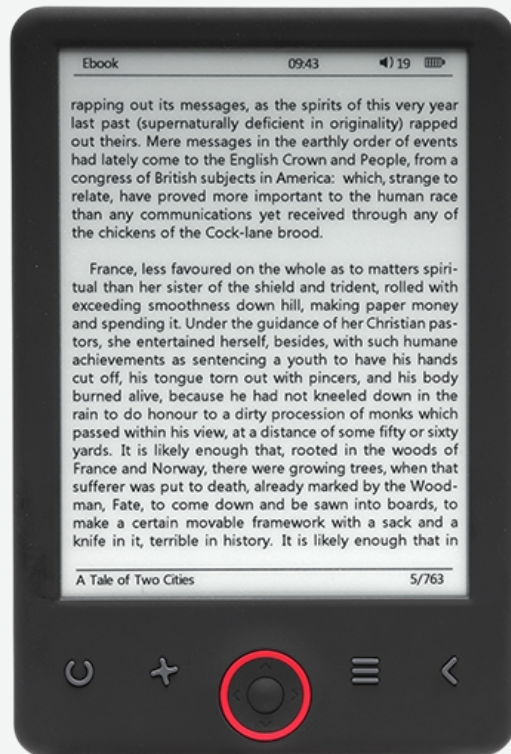 Ebook 09:43 19
rapping out its messages, as the spirits of this very year
last past (supernaturally deficient in originality) rapped
out theirs. Mere messages in the earthly order of events
had lately come to the English Crown and People, from a
congress of British subjects in America: which, strange to
relate, have proved more important to the human race
than any communications yet received through any of
the chickens of the Cock-lane brood.
France, less favoured on the whole as to matters spiri-
tual than her sister of the shield and trident, rolled with
exceeding smoothness down hill, making paper money
and spending it. Under the guidance of her Christian pas-
tors, she entertained herself, besides, with such humane
achievements as sentencing a youth to have his hands
cut off, his tongue torn out with pincers, and his body
burned alive, because he had not kneeled down in the
rain to do honour to a dirty procession of monks which
passed within his view, at a distance of some fifty or sixty
yards. It is likely enough that, rooted in the woods of
France and Norway, there were growing trees, when that
sufferer was put to death, already marked by the Wood-
man, Fate, to come down and be sawn into boards, to
make a certain movable framework with a sack and a
knife in it, terrible in history. It is likely enough that in
A Tale of Two Cities 5/763